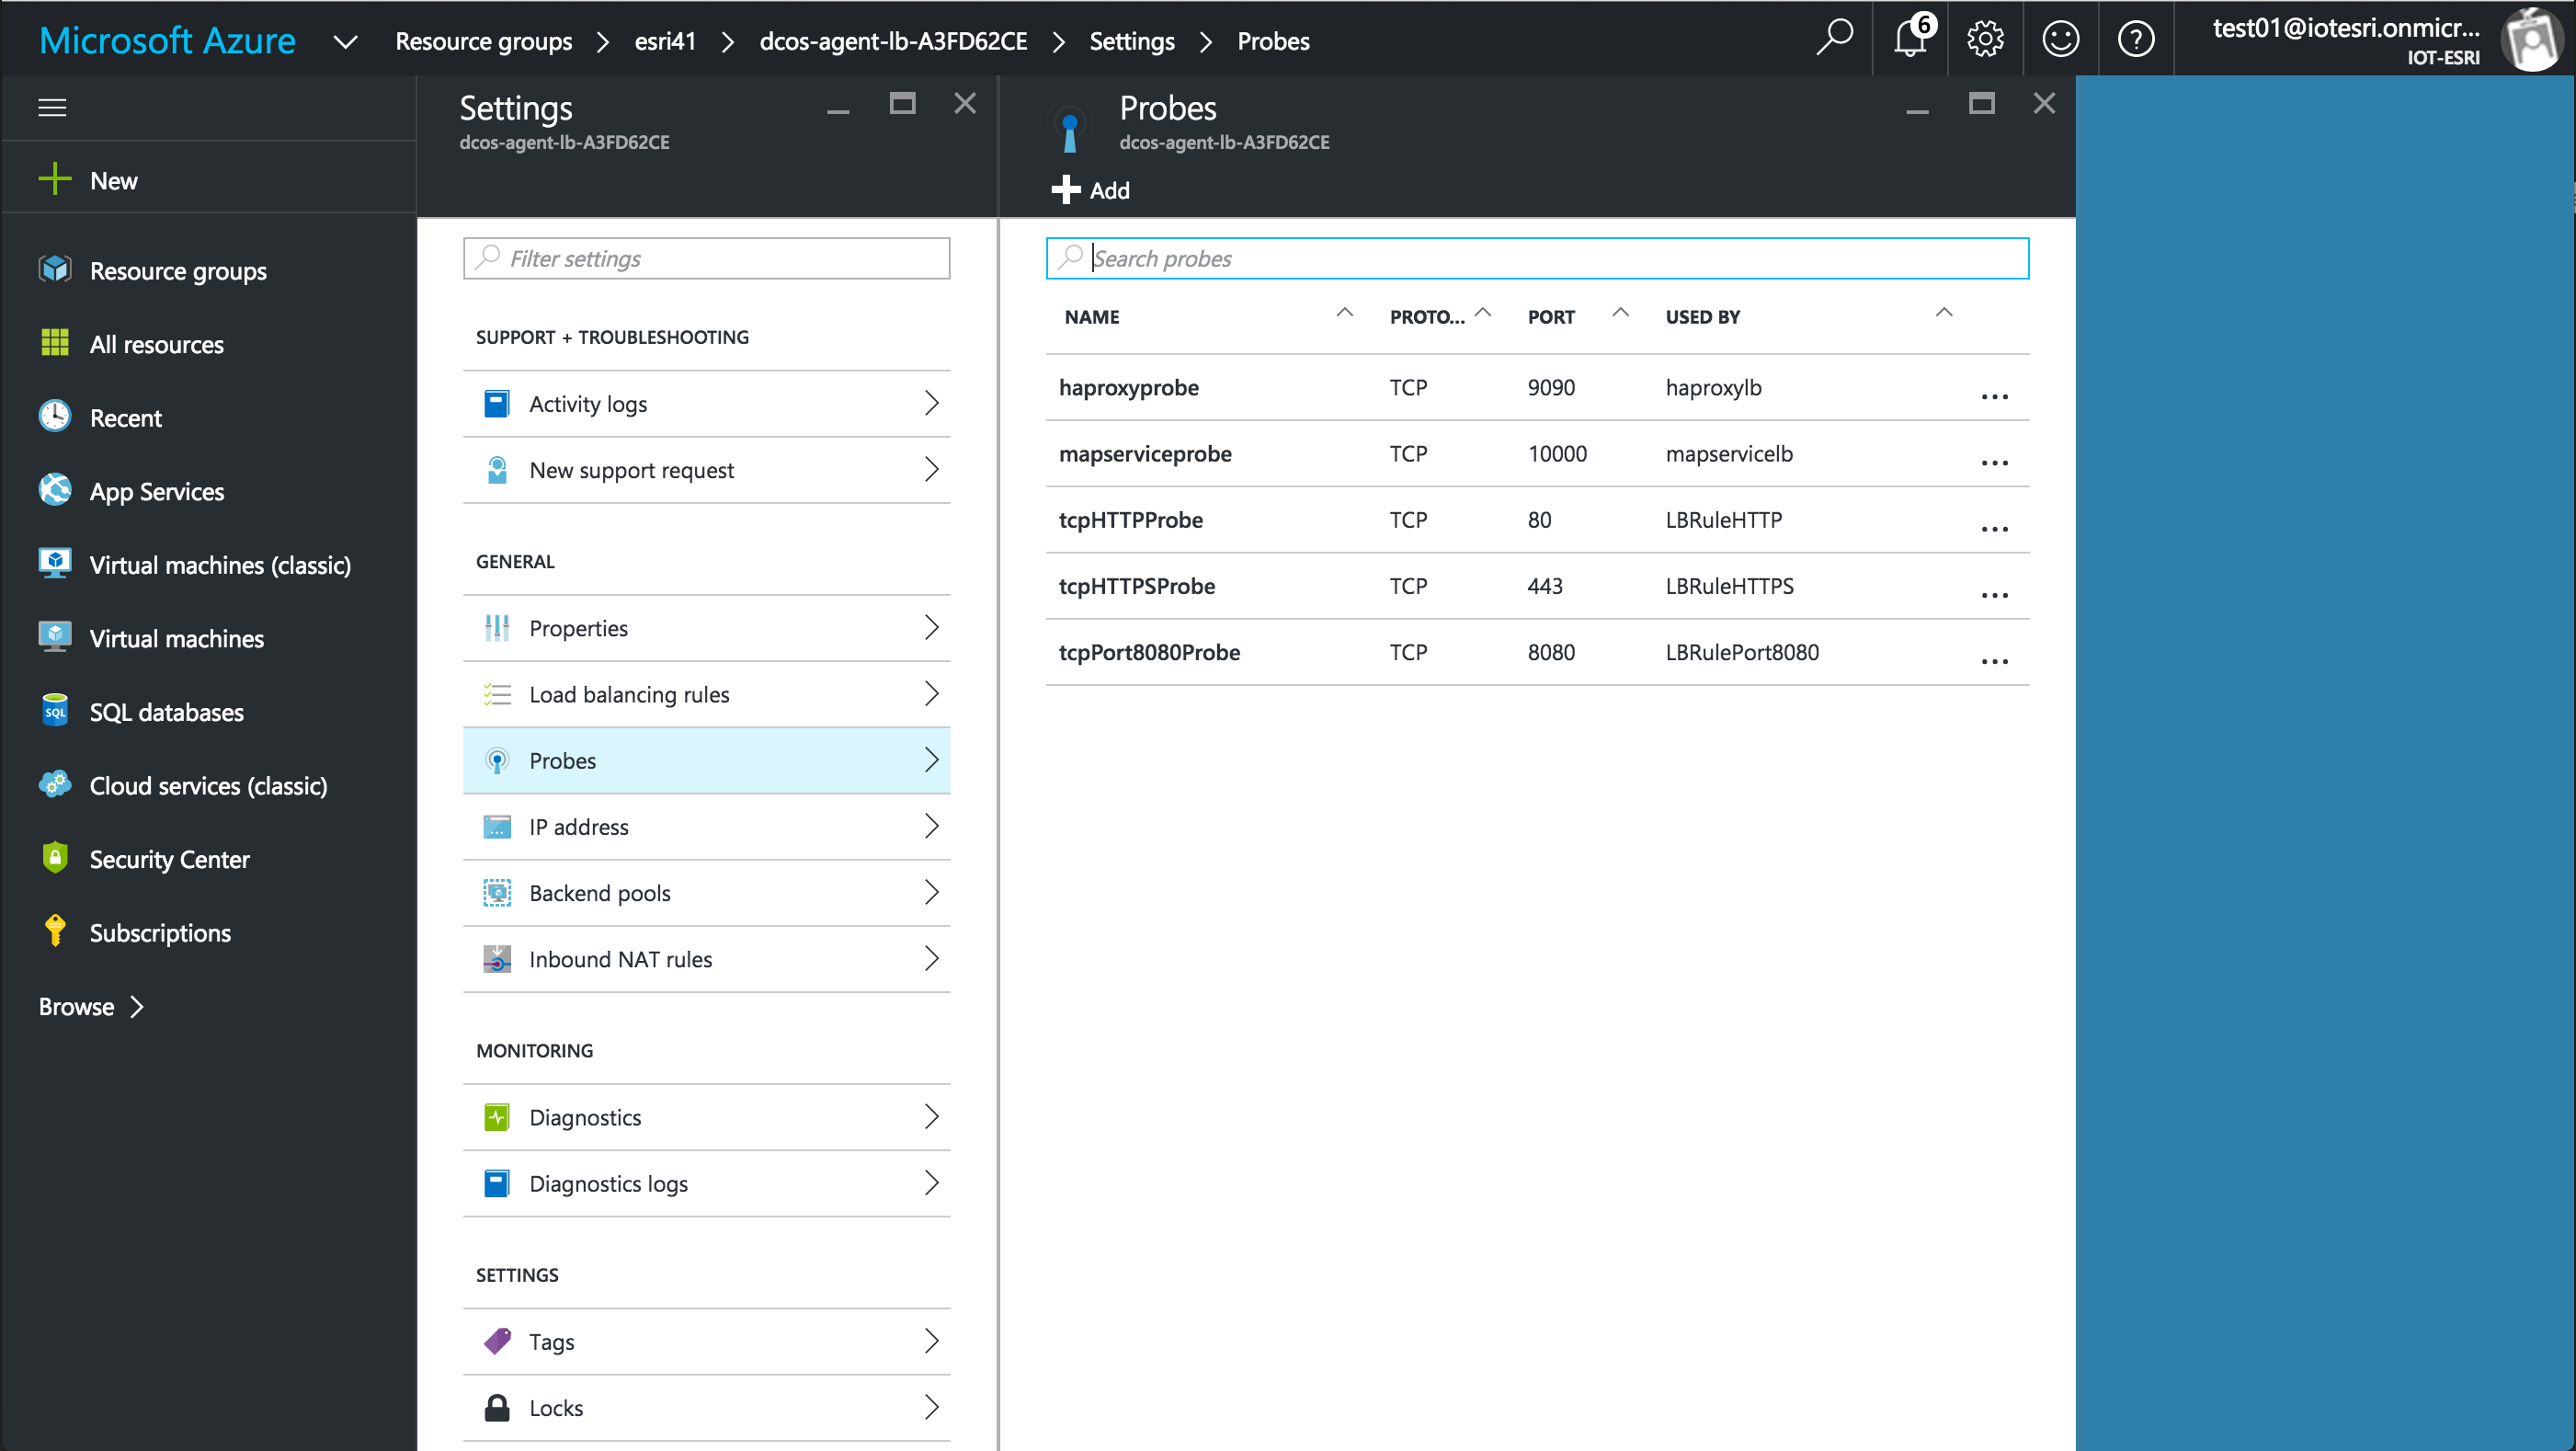 Microsoft Azure
Resource groups
esri41
dcos-agent-lb-A3FD62CE
Settings
Probes
6
test01@iotesri.onmicr...
IOT-ESRI
New
Resource groups
All resources
Recent
App Services
Virtual machines (classic)
Virtual machines
SQL
SQL databases
Cloud services (classic)
Security Center
Subscriptions
Browse
Settings
dcos-agent-lb-A3FD62CE
Filter settings
SUPPORT + TROUBLESHOOTING
Activity logs
New support request
GENERAL
Properties
Load balancing rules
Probes
IP address
Backend pools
Inbound NAT rules
MONITORING
Diagnostics
Diagnostics logs
SETTINGS
Tags
Locks
Probes
dcos-agent-lb-A3FD62CE
Add
Search probes
NAME PROTO... PORT USED BY
haproxyprobe TCP 9090 haproxylb ...
mapserviceprobe TCP 10000 mapservicelb ...
tcpHTTPProbe TCP 80 LBRuleHTTP ...
tcpHTTPSProbe TCP 443 LBRuleHTTPS ...
tcpPort8080Probe TCP 8080 LBRulePort8080 ...